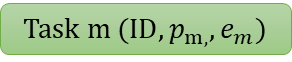 Task m (ID, pₘ,, eₘ)